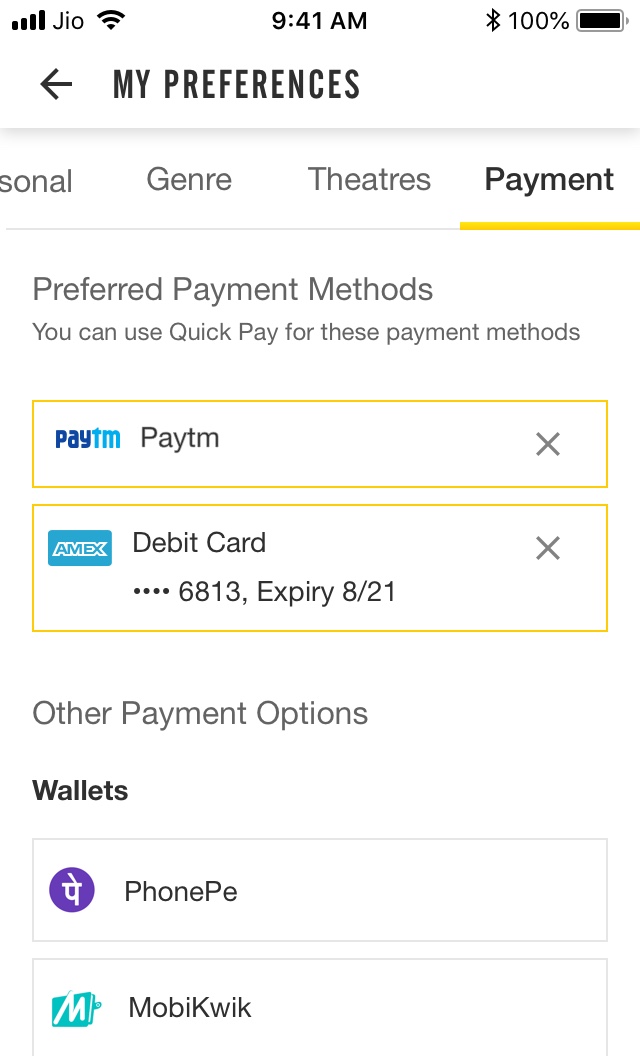 Jio 9:41 AM 100%
MY PREFERENCES
sonal Genre Theatres Payment
Preferred Payment Methods
You can use Quick Pay for these payment methods
paytm Paytm
AMEX Debit Card
•••• 6813, Expiry 8/21
Other Payment Options
Wallets
पे PhonePe
M MobiKwik